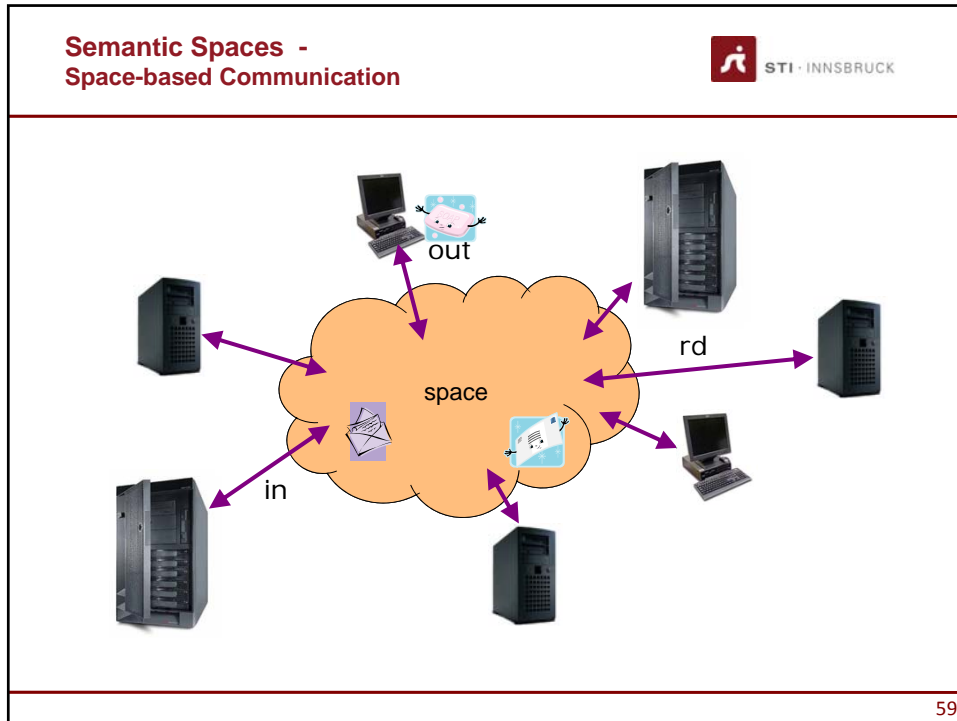 Semantic Spaces -
Space-based Communication
STI · INNSBRUCK
out
rd
space
in
59